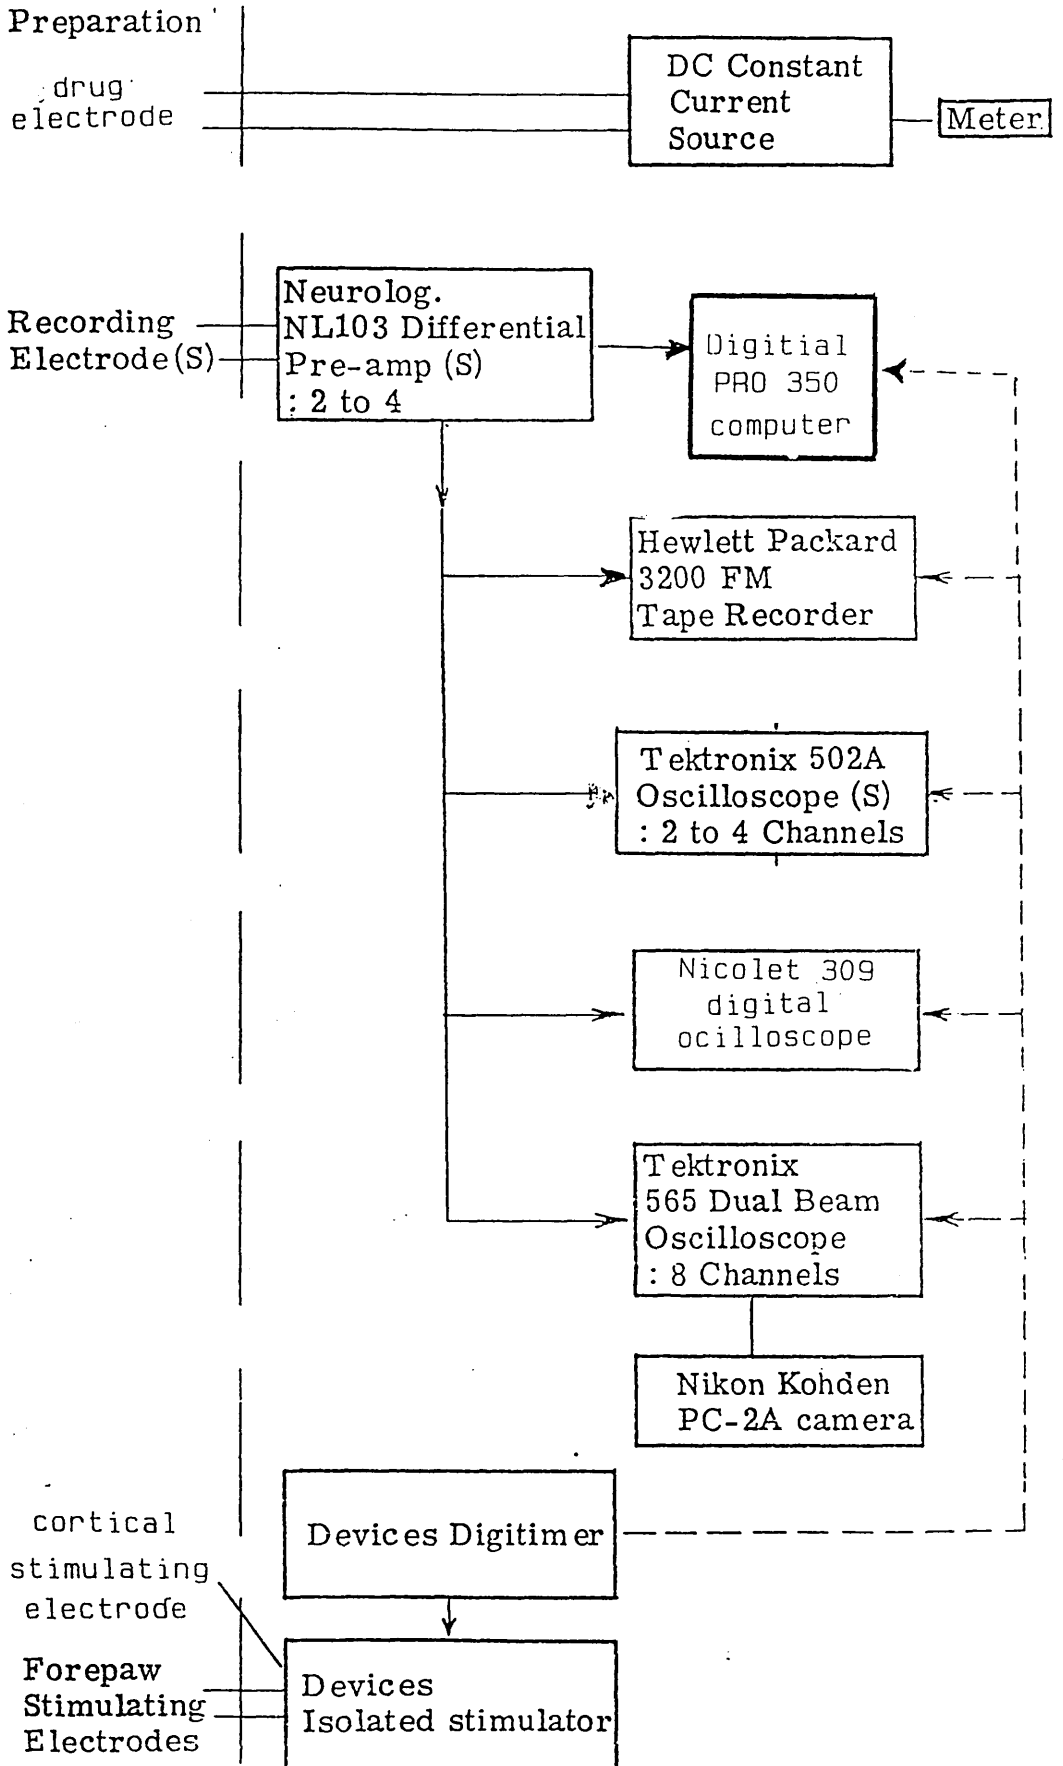 Preparation
drug
electrode
DC Constant
Current
Source
Meter
Recording
Electrode(S)
Neurolog.
NL103 Differential
Pre-amp (S)
: 2 to 4
Digitial
PRO 350
computer
Hewlett Packard
3200 FM
Tape Recorder
Tektronix 502A
Oscilloscope (S)
: 2 to 4 Channels
Nicolet 309
digital
ocilloscope
Tektronix
565 Dual Beam
Oscilloscope
: 8 Channels
Nikon Kohden
PC-2A camera
Devices Digitimer
cortical
stimulating
electrode
Forepaw
Stimulating
Electrodes
Devices
Isolated stimulator